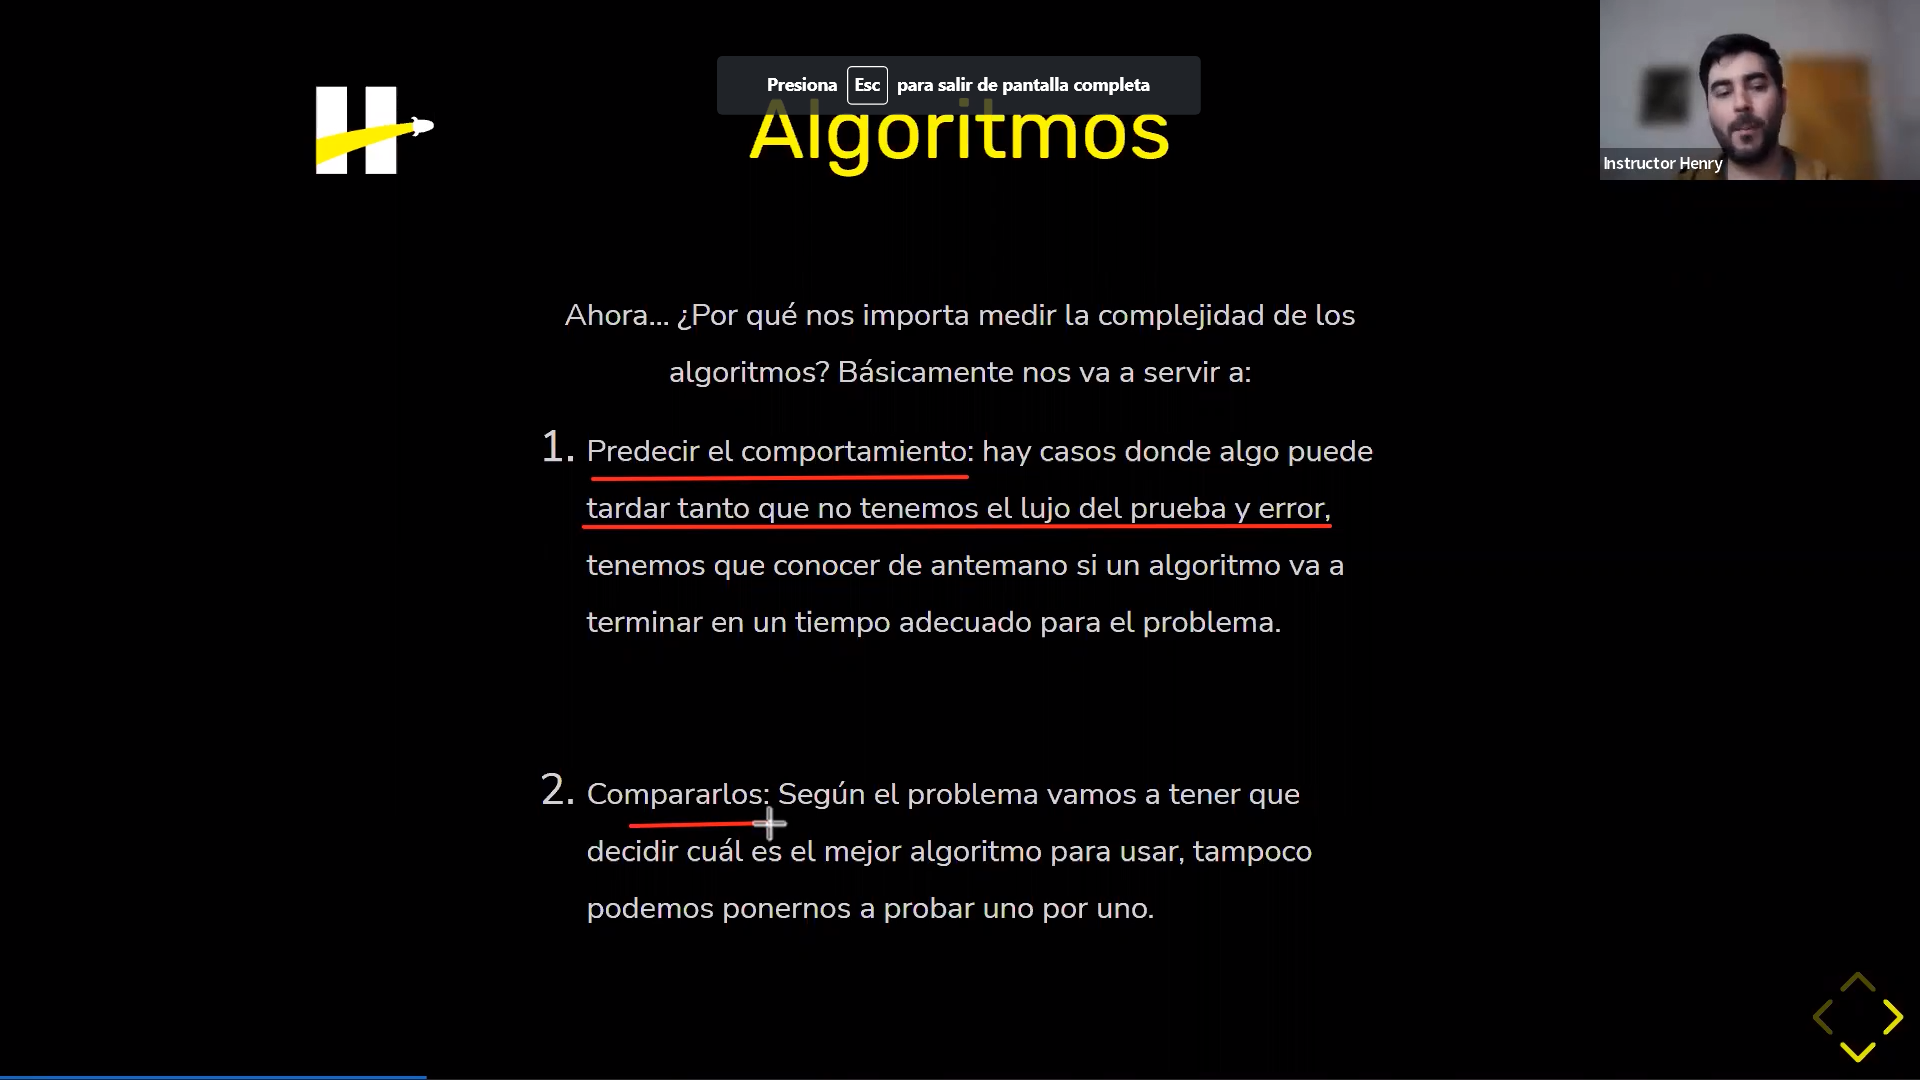 Presiona Esc para salir de pantalla completa
Algoritmos
Instructor Henry
Ahora... ¿Por qué nos importa medir la complejidad de los
algoritmos? Básicamente nos va a servir a:
1. Predecir el comportamiento: hay casos donde algo puede
tardar tanto que no tenemos el lujo del prueba y error,
tenemos que conocer de antemano si un algoritmo va a
terminar en un tiempo adecuado para el problema.
2. Compararlos: Según el problema vamos a tener que
decidir cuál es el mejor algoritmo para usar, tampoco
podemos ponernos a probar uno por uno.